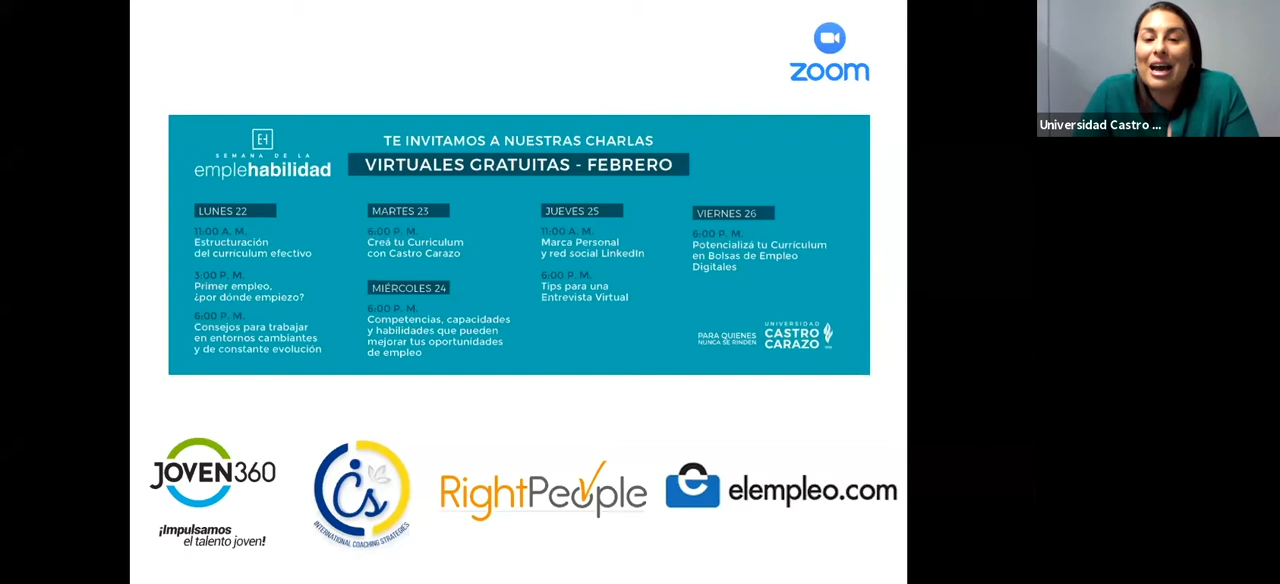 zoom
Universidad Castro ...
EH
SEMANA DE LA
emplehabilidad
TE INVITAMOS A NUESTRAS CHARLAS
VIRTUALES GRATUITAS - FEBRERO
LUNES 22
11:00 A. M.
Estructuración
del currículum efectivo
3:00 P. M.
Primer empleo,
¿por dónde empiezo?
6:00 P. M.
Consejos para trabajar
en entornos cambiantes
y de constante evolución
MARTES 23
6:00 P. M.
Creá tu Curriculum
con Castro Carazo
MIÉRCOLES 24
6:00 P. M.
Competencias, capacidades
y habilidades que pueden
mejorar tus oportunidades
de empleo
JUEVES 25
11:00 A. M.
Marca Personal
y red social LinkedIn
6:00 P. M.
Tips para una
Entrevista Virtual
VIERNES 26
6:00 P. M.
Potencializá tu Currículum
en Bolsas de Empleo
Digitales
PARA QUIENES
NUNCA SE RINDEN
UNIVERSIDAD
CASTRO
CARAZO
JOVEN360
¡Impulsamos
el talento joven!
ics
INTERNATIONAL COACHING STRATEGIES
RightPeople
e
elempleo.com